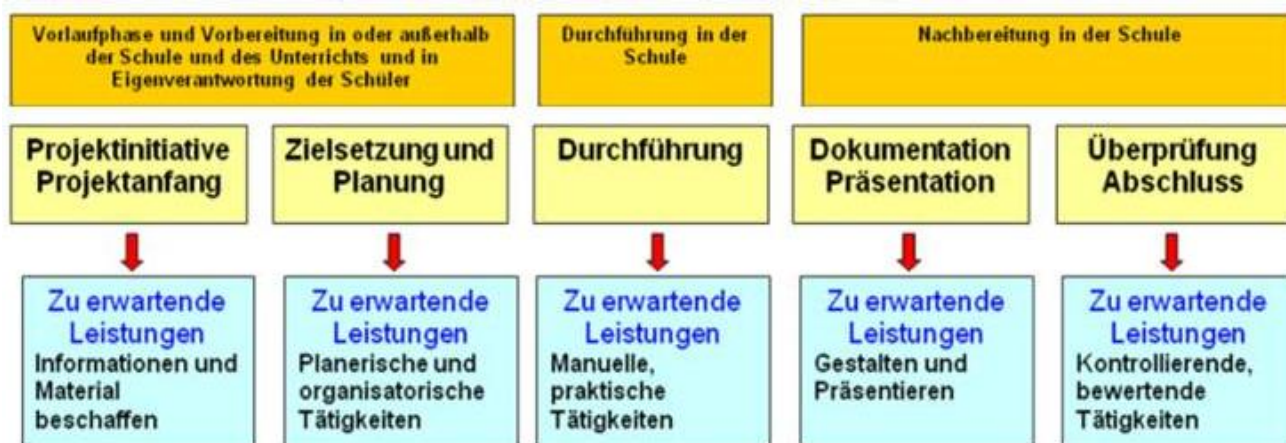 Vorlaufphase und Vorbereitung in oder außerhalb
der Schule und des Unterrichts und in
Eigenverantwortung der Schüler
Durchführung in der
Schule
Nachbereitung in der Schule
Projektinitiative
Projektanfang
Zielsetzung und
Planung
Durchführung
Dokumentation
Präsentation
Überprüfung
Abschluss
Zu erwartende
Leistungen
Informationen und
Material
beschaffen
Zu erwartende
Leistungen
Planerische und
organisatorische
Tätigkeiten
Zu erwartende
Leistungen
Manuelle,
praktische
Tätigkeiten
Zu erwartende
Leistungen
Gestalten und
Präsentieren
Zu erwartende
Leistungen
Kontrollierende,
bewertende
Tätigkeiten